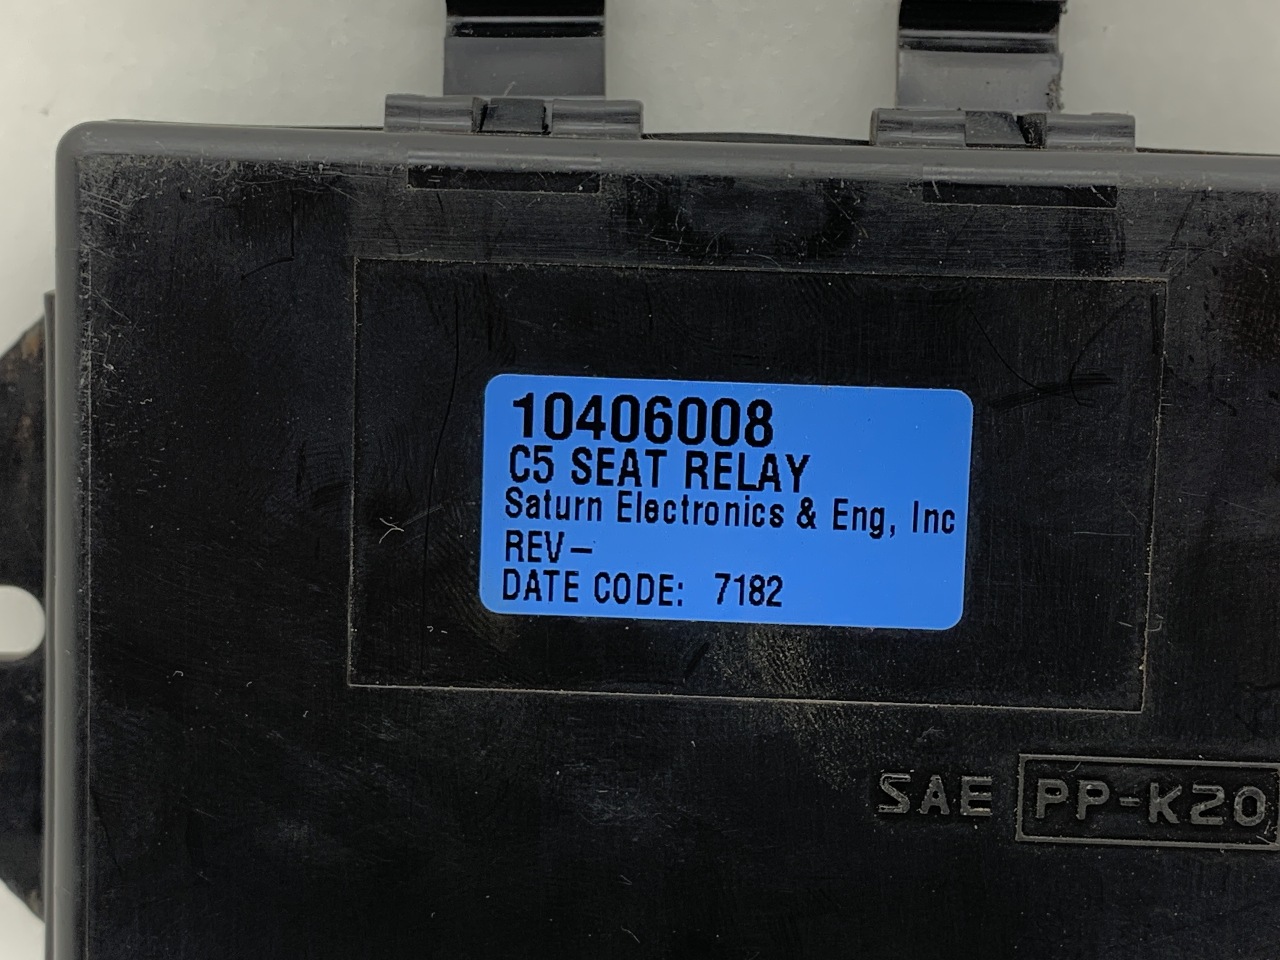 10406008
C5 SEAT RELAY
Saturn Electronics & Eng, Inc
REV-
DATE CODE: 7182
SAE PP-K20